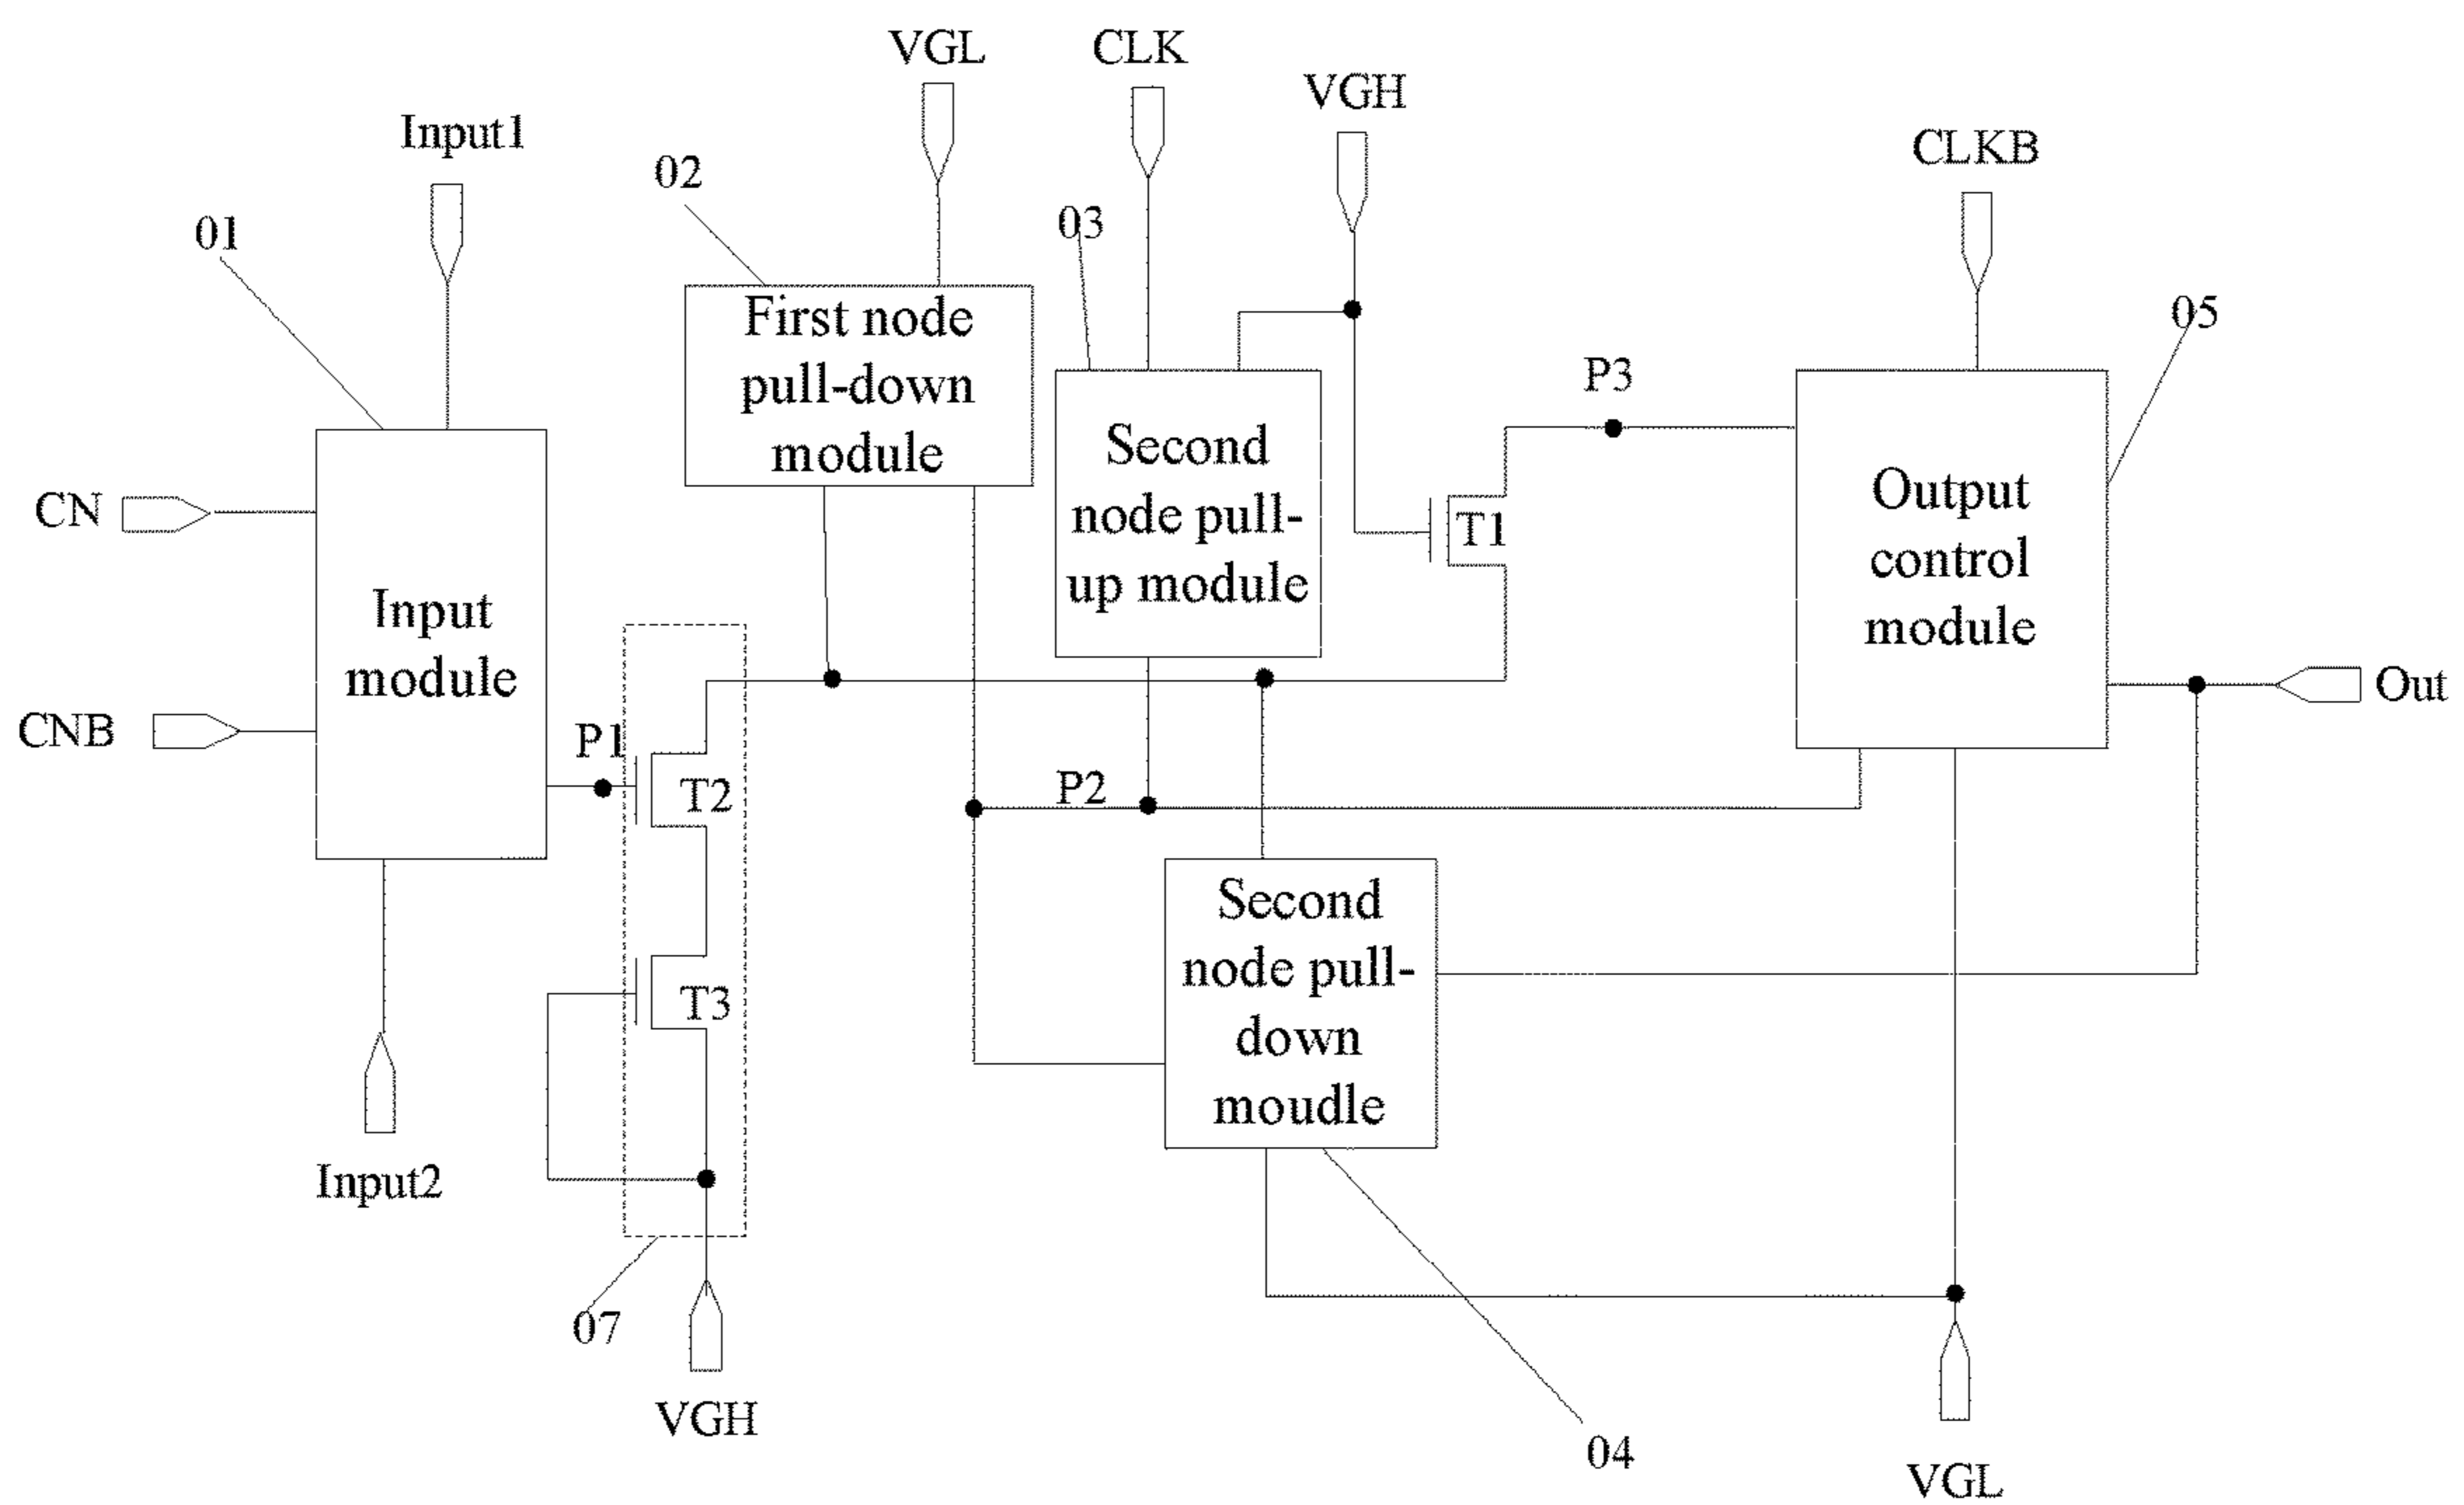 VGL
CLK
VGH
Input1
CLKB
02
03
01
05
First node
pull-down
module
P3
Second
node pull-
up module
CN
T1
Output
control
module
Input
module
Out
CNB
P1
T2
P2
Second
node pull-
down
moudle
T3
Input2
07
VGH
04
VGL